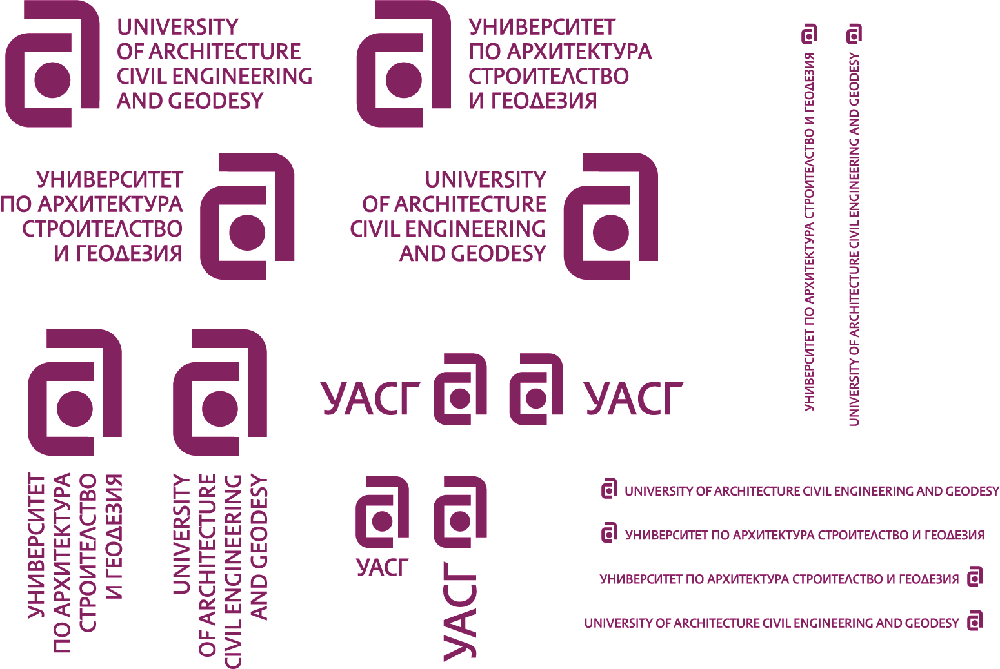 UNIVERSITY
OF ARCHITECTURE
CIVIL ENGINEERING
AND GEODESY
УНИВЕРСИТЕТ
ПО АРХИТЕКТУРА
СТРОИТЕЛСТВО
И ГЕОДЕЗИЯ
УНИВЕРСИТЕТ
ПО АРХИТЕКТУРА
СТРОИТЕЛСТВО
И ГЕОДЕЗИЯ
UNIVERSITY
OF ARCHITECTURE
CIVIL ENGINEERING
AND GEODESY
УНИВЕРСИТЕТ ПО АРХИТЕКТУРА СТРОИТЕЛСТВО И ГЕОДЕЗИЯ
UNIVERSITY OF ARCHITECTURE CIVIL ENGINEERING AND GEODESY
УНИВЕРСИТЕТ
ПО АРХИТЕКТУРА
СТРОИТЕЛСТВО
И ГЕОДЕЗИЯ
UNIVERSITY
OF ARCHITECTURE
CIVIL ENGINEERING
AND GEODESY
УАСГ
УАСГ
УАСГ
УАСГ
UNIVERSITY OF ARCHITECTURE CIVIL ENGINEERING AND GEODESY
УНИВЕРСИТЕТ ПО АРХИТЕКТУРА СТРОИТЕЛСТВО И ГЕОДЕЗИЯ
УНИВЕРСИТЕТ ПО АРХИТЕКТУРА СТРОИТЕЛСТВО И ГЕОДЕЗИЯ
UNIVERSITY OF ARCHITECTURE CIVIL ENGINEERING AND GEODESY